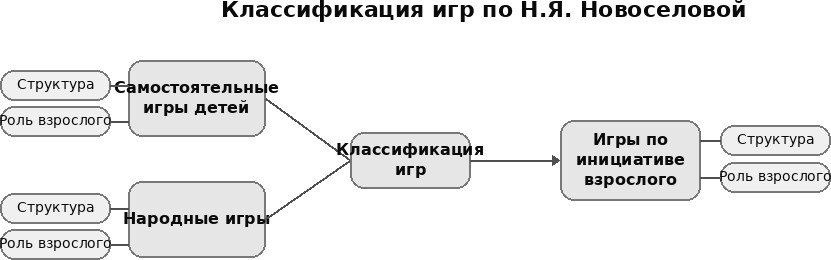 Классификация игр по Н.Я. Новоселовой
Структура
Роль взрослого
Самостоятельные
игры детей
Структура
Роль взрослого
Народные игры
Классификация
игр
Игры по
инициативе
взрослого
Структура
Роль взрослого